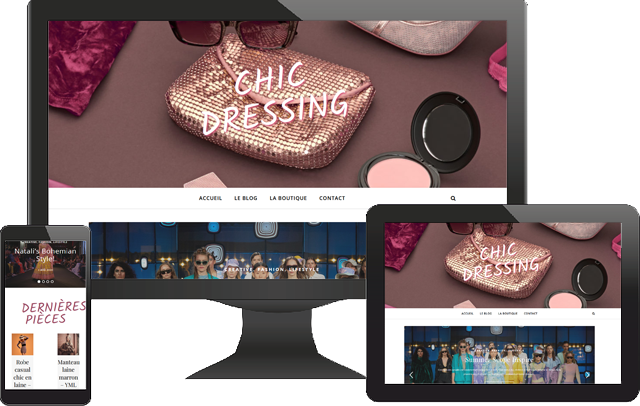 CHIC
DRESSING
ACCUEIL LE BLOG LA BOUTIQUE CONTACT
CREATIVE, FASHION, LIFESTYLE
Natali's Bohemian
Style!
DERNIÈRES
PIÈCES
Robe
casual
chic en
laine –
Manteau
laine
marron
– YML
CHIC
DRESSING
ACCUEIL LE BLOG LA BOUTIQUE CONTACT